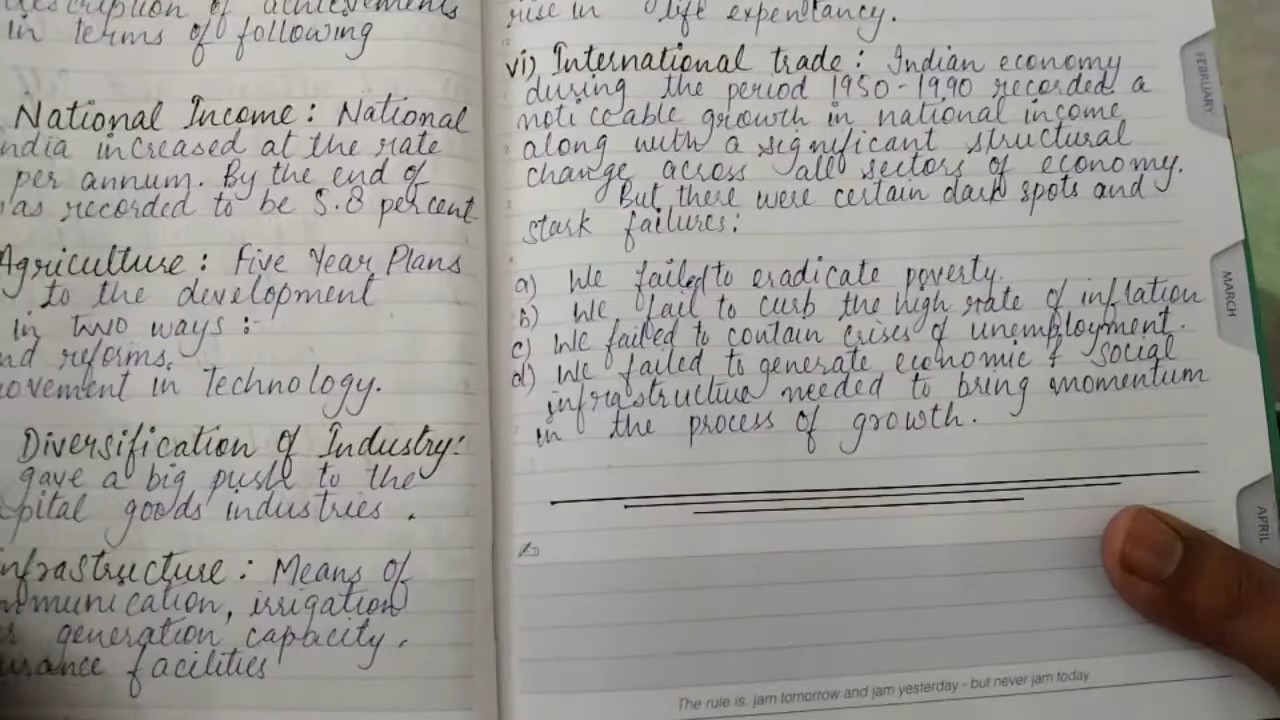 description of achievements
in terms of following
National Income: National
ndia increased at the rate
per annum. By the end of
as recorded to be 5.8 percent
Agriculture: Five Year Plans
to the development
in two ways:-
nd reforms.
ovement in Technology.
Diversification of Industry:
gave a big push to the
pital goods industries.
nfrastructure: Means of
mmunication, irrigation
generation capacity,
urance facilities
rise in life expentancy.
vi) International trade: Indian economy
during the period 1950-1990 recorded a
noticeable growth in national income
along with a significant structural
change across all sectors of economy.
But there were certain dark spots and
stark failures:
a) We failed to eradicate poverty.
b) We fail to curb the high rate of inflation
c) We failed to contain crises of unemployment.
d) We failed to generate economic & social
infrastructure needed to bring momentum
in the process of growth.
The rule is, jam tomorrow and jam yesterday - but never jam today
FEBRUARY
MARCH
APRIL